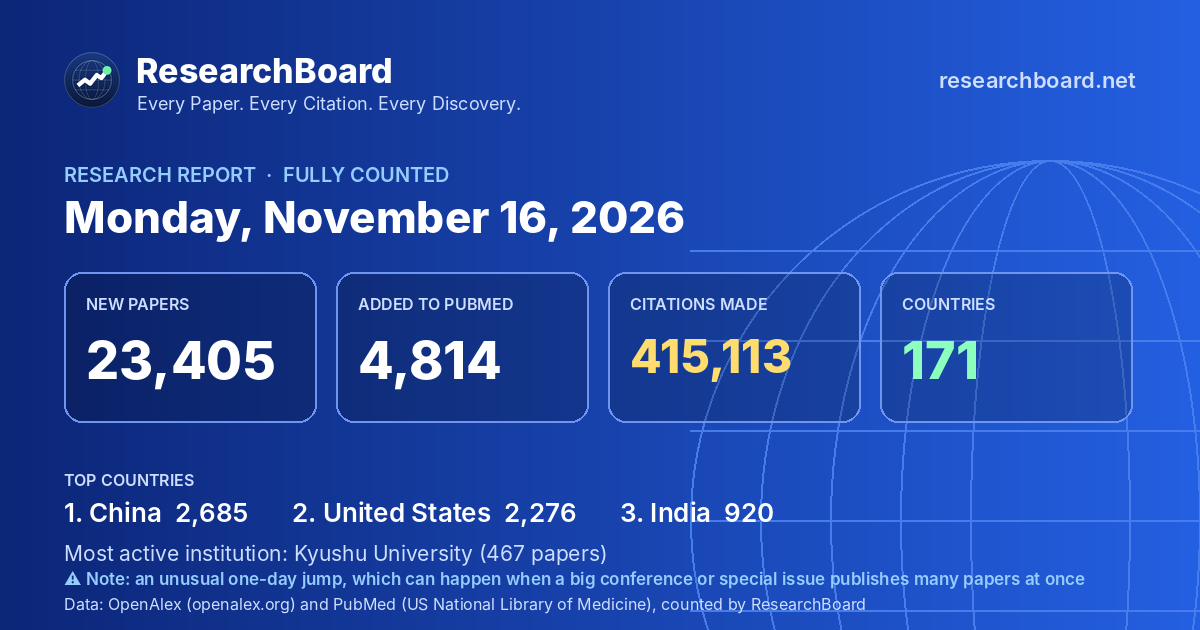 ResearchBoard
Every Paper. Every Citation. Every Discovery.
researchboard.net
RESEARCH REPORT · FULLY COUNTED
Monday, November 16, 2026
NEW PAPERS
23,405
ADDED TO PUBMED
4,814
CITATIONS MADE
415,113
COUNTRIES
171
TOP COUNTRIES
1. China 2,685 2. United States 2,276 3. India 920
Most active institution: Kyushu University (467 papers)
⚠ Note: an unusual one-day jump, which can happen when a big conference or special issue publishes many papers at once
Data: OpenAlex (openalex.org) and PubMed (US National Library of Medicine), counted by ResearchBoard